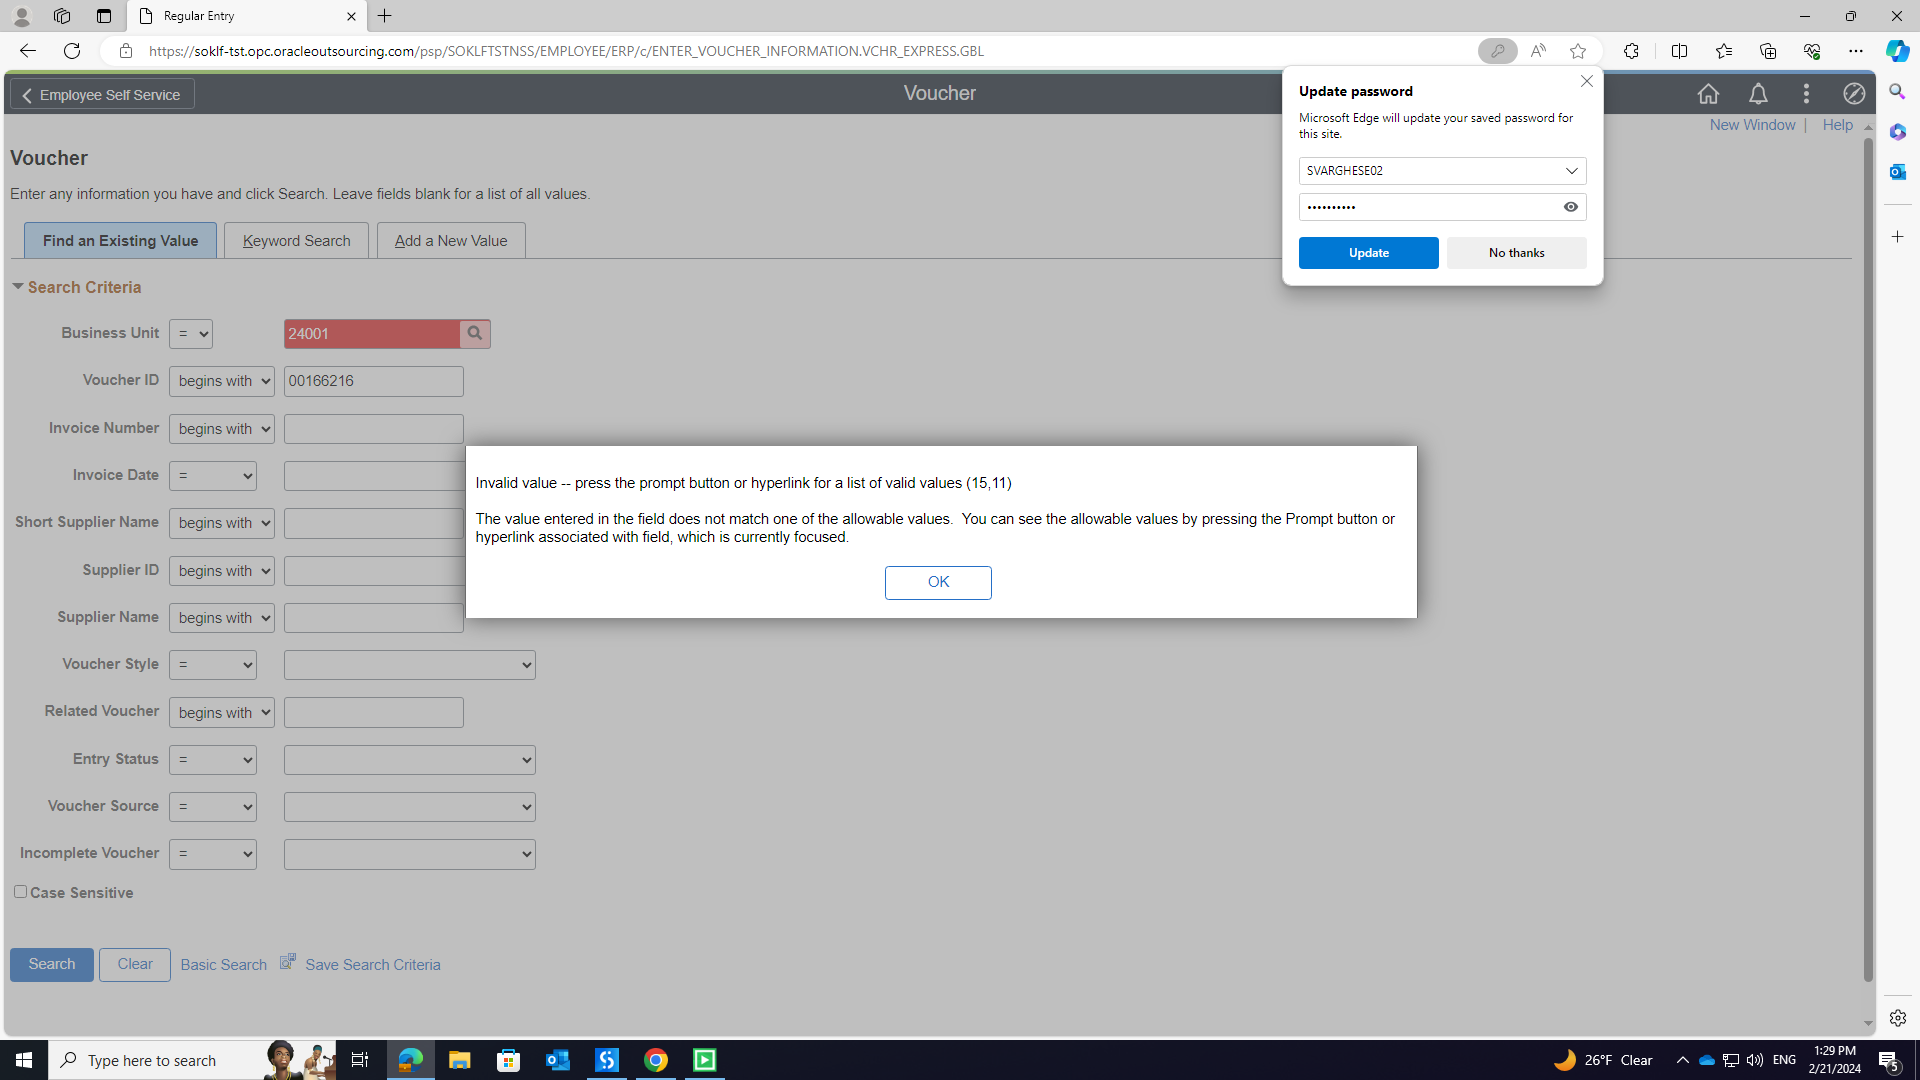 Regular Entry
https://soklf-tst.opc.oracleoutsourcing.com/psp/SOKLFTSTNSS/EMPLOYEE/ERP/c/ENTER_VOUCHER_INFORMATION.VCHR_EXPRESS.GBL
Employee Self Service
Voucher
Update password
Microsoft Edge will update your saved password for
this site.
SVARGHESE02
••••••••••
Update
No thanks
New Window | Help
Voucher
Enter any information you have and click Search. Leave fields blank for a list of all values.
Find an Existing Value
Keyword Search
Add a New Value
Search Criteria
Business Unit = 24001
Voucher ID begins with 00166216
Invoice Number begins with
Invoice Date =
Short Supplier Name begins with
Supplier ID begins with
Supplier Name begins with
Voucher Style =
Related Voucher begins with
Entry Status =
Voucher Source =
Incomplete Voucher =
Case Sensitive
Invalid value -- press the prompt button or hyperlink for a list of valid values (15,11)
The value entered in the field does not match one of the allowable values.  You can see the allowable values by pressing the Prompt button or
hyperlink associated with field, which is currently focused.
OK
Search
Clear
Basic Search
Save Search Criteria
Type here to search
26°F Clear
ENG
1:29 PM
2/21/2024
5